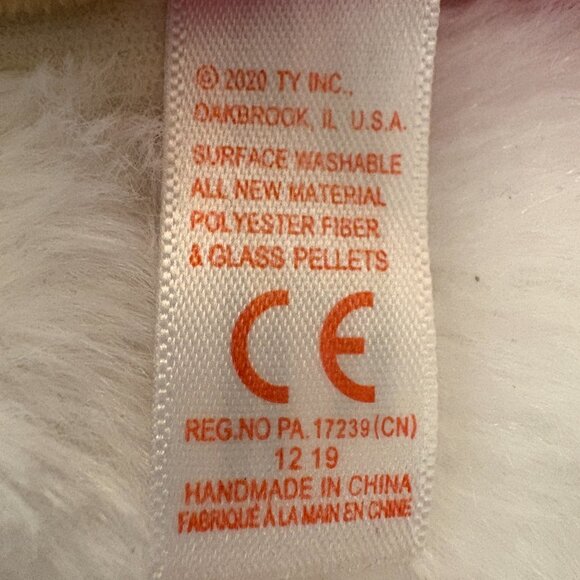 © 2020 TY INC.,
OAKBROOK, IL U.S.A.
SURFACE WASHABLE
ALL NEW MATERIAL
POLYESTER FIBER
& GLASS PELLETS
CE
REG.NO PA. 17239(CN)
12 19
HANDMADE IN CHINA
FABRIQUÉ À LA MAIN EN CHINE